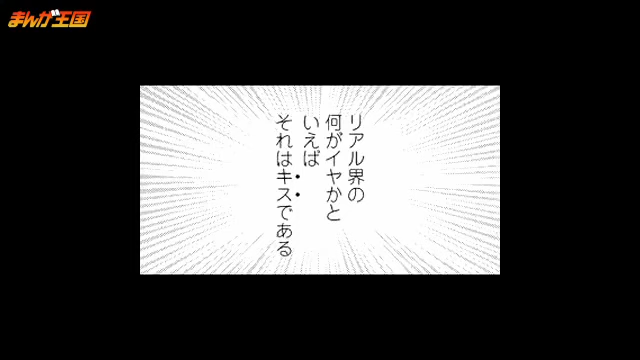 まんが王国
リアル界の
何がイヤかと
いえば
それはキスである